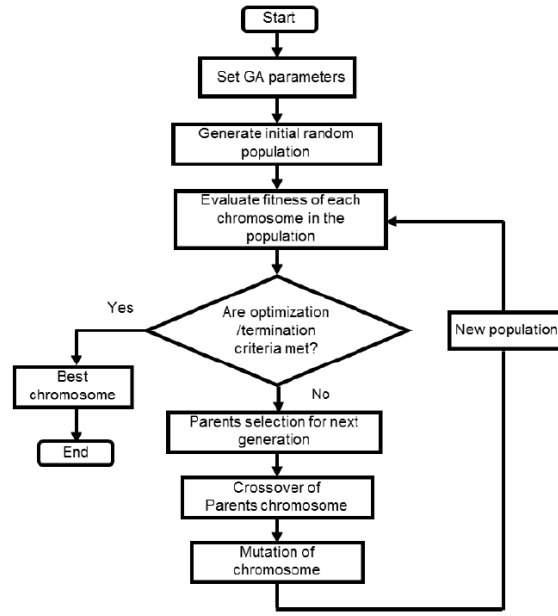 Start
Set GA parameters
Generate initial random
population
Evaluate fitness of each
chromosome in the
population
Are optimization
/termination
criteria met?
Yes
No
Best
chromosome
End
Parents selection for next
generation
Crossover of
Parents chromosome
Mutation of
chromosome
New population